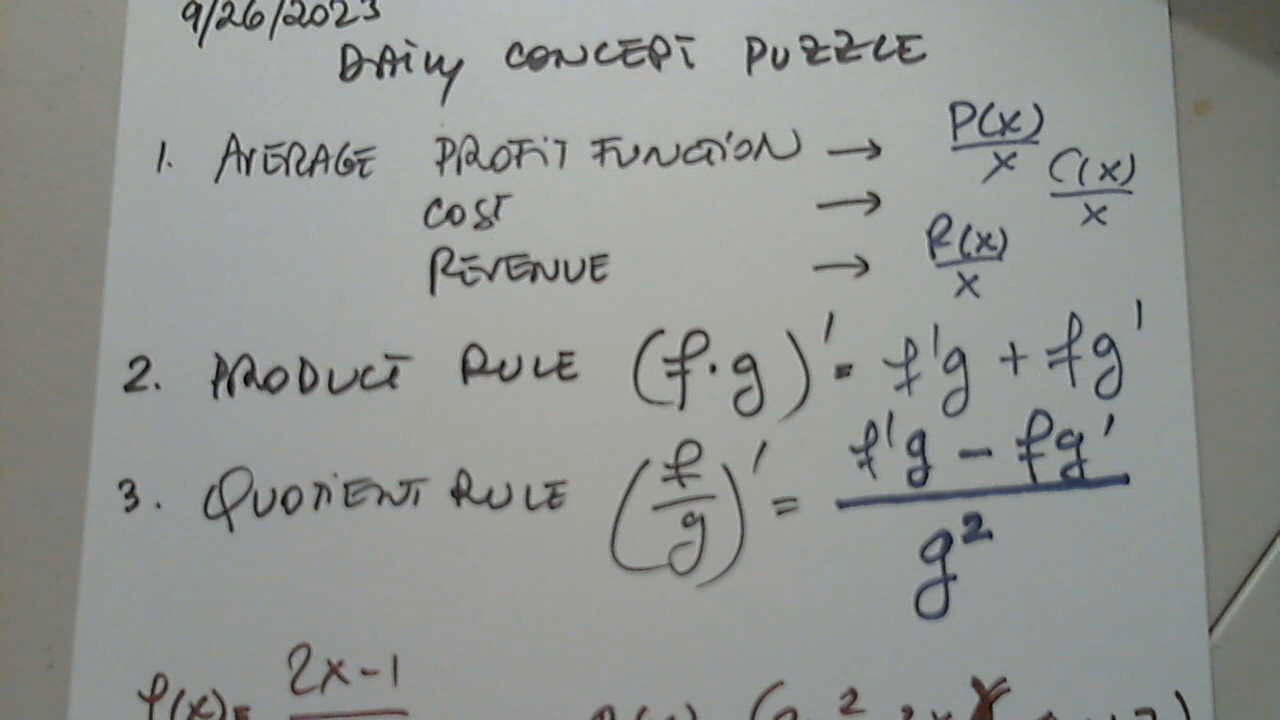 9/26/2023
DAily CONCEPT PUZZLE
1. AVERAGE PROFIT FUNCTION → P(x)/x
COST → C(x)/x
REVENUE → R(x)/x
2. PRODUCT RULE (f·g)' = f'g + fg'
3. QUOTIENT RULE (f/g)' = f'g - fg' / g²
f(x)= 2x-1